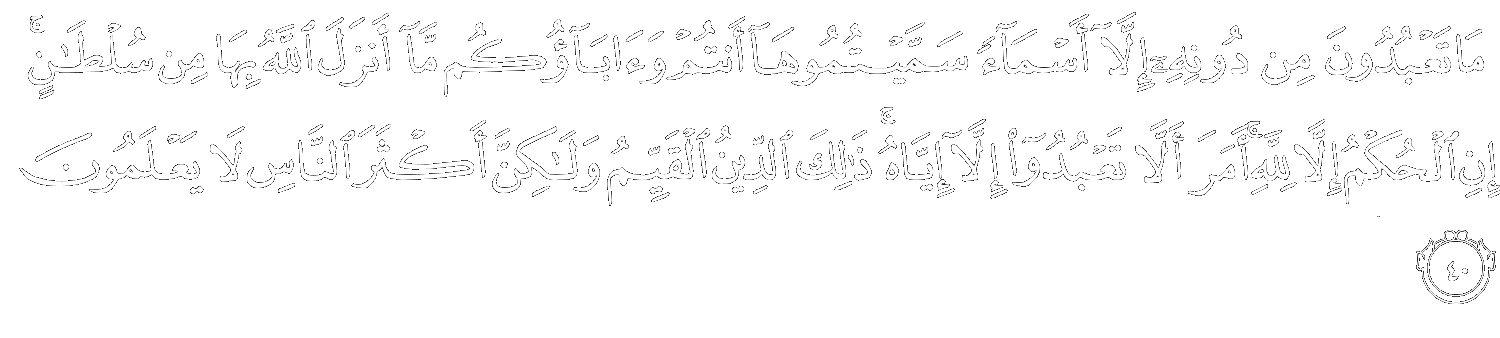 مَا تَعْبُدُونَ مِن دُونِهِۦٓ إِلَّآ أَسْمَآءً سَمَّيْتُمُوهَآ أَنتُمْ وَءَابَآؤُكُم مَّآ أَنزَلَ ٱللَّهُ بِهَا مِن سُلْطَٰنٍ ۚ
إِنِ ٱلْحُكْمُ إِلَّا لِلَّهِ ۚ أَمَرَ أَلَّا تَعْبُدُوٓا۟ إِلَّآ إِيَّاهُ ۚ ذَٰلِكَ ٱلدِّينُ ٱلْقَيِّمُ وَلَٰكِنَّ أَكْثَرَ ٱلنَّاسِ لَا يَعْلَمُونَ
٤٠